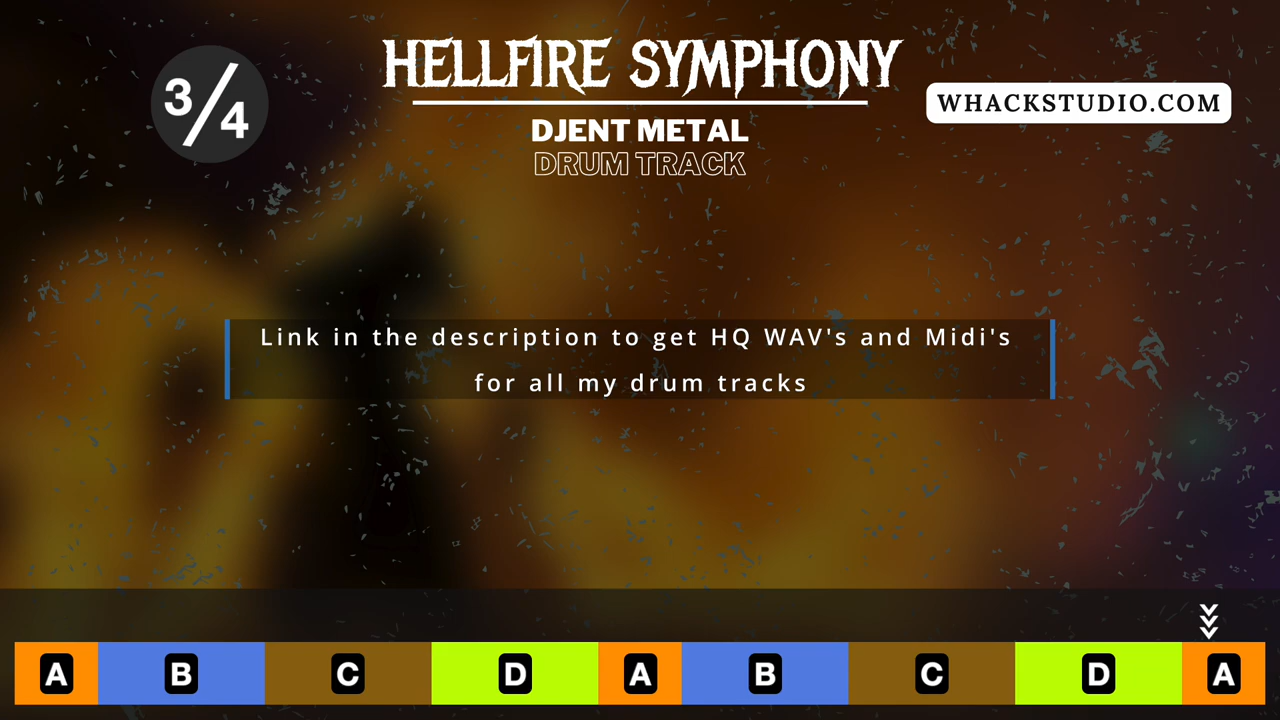 3/4
HELLFIRE SYMPHONY
WHACKSTUDIO.COM
DJENT METAL
DRUM TRACK
Link in the description to get HQ WAV's and Midi's
for all my drum tracks
A B C D A B C D A